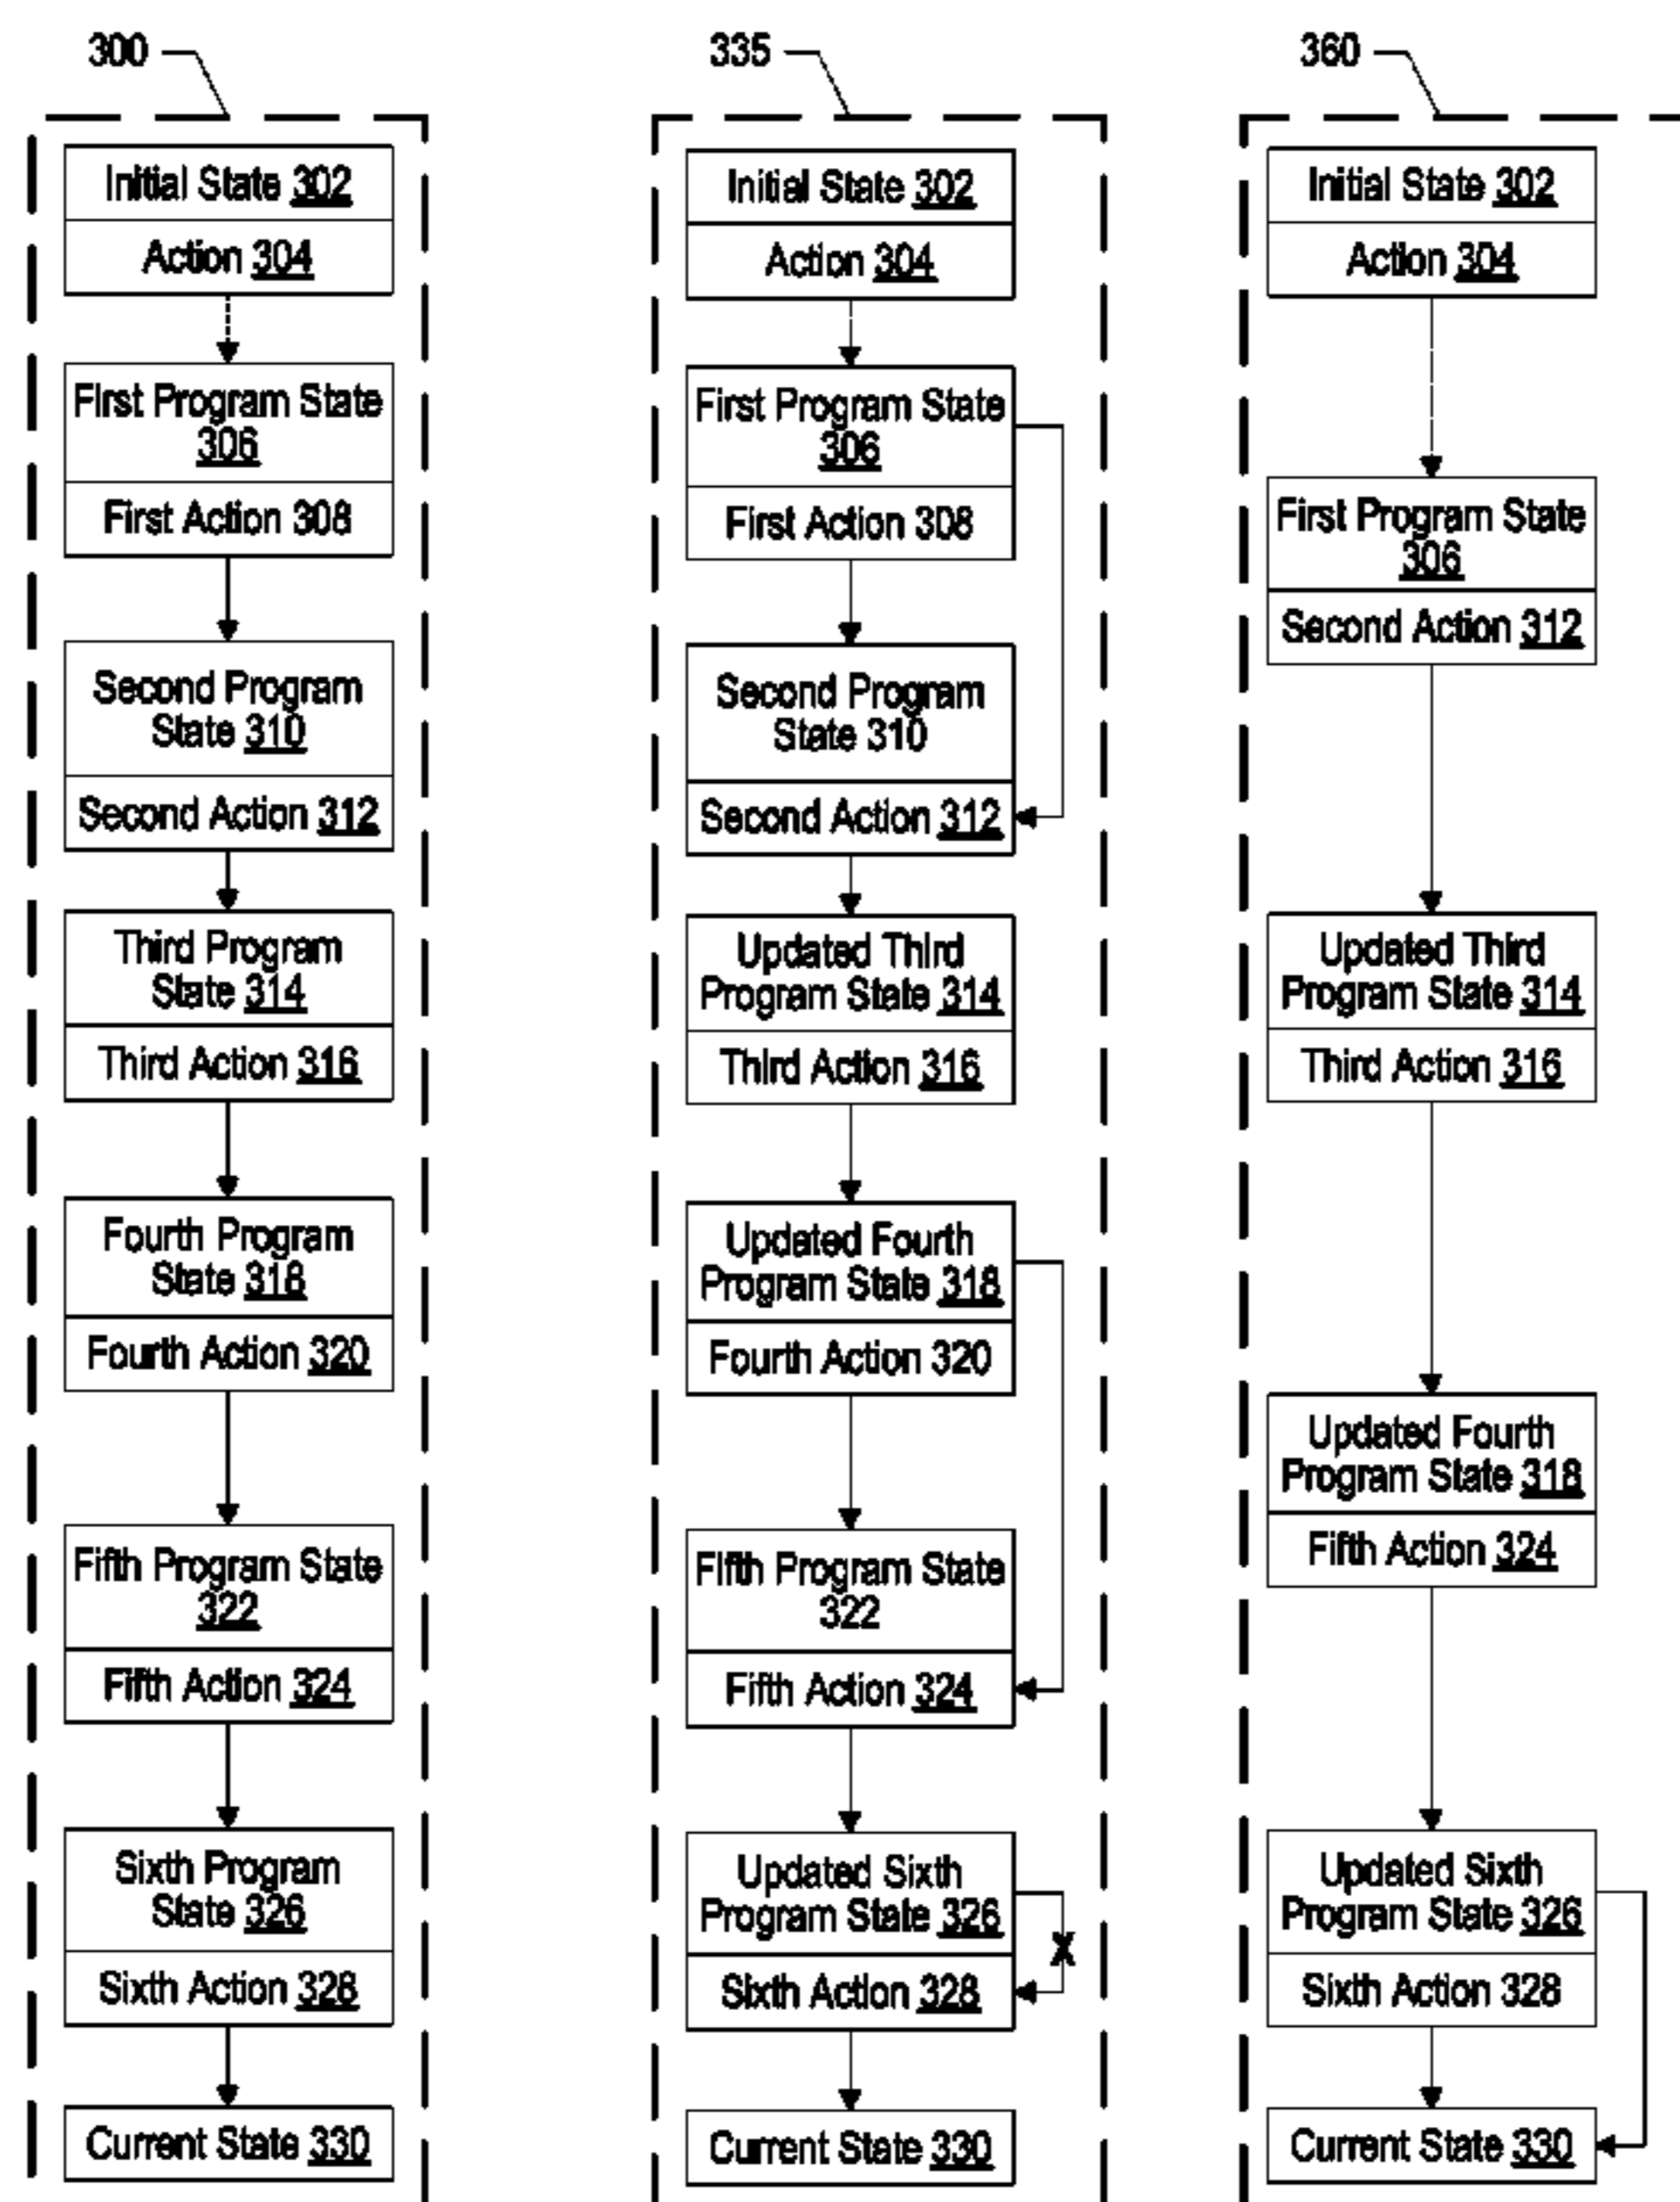 300
Initial State 302
Action 304
First Program State
306
First Action 308
Second Program
State 310
Second Action 312
Third Program
State 314
Third Action 316
Fourth Program
State 318
Fourth Action 320
Fifth Program State
322
Fifth Action 324
Sixth Program
State 326
Sixth Action 328
Current State 330
335
Initial State 302
Action 304
First Program State
306
First Action 308
Second Program
State 310
Second Action 312
Updated Third
Program State 314
Third Action 316
Updated Fourth
Program State 318
Fourth Action 320
Fifth Program State
322
Fifth Action 324
Updated Sixth
Program State 326
X
Sixth Action 328
Current State 330
360
Initial State 302
Action 304
First Program State
306
Second Action 312
Updated Third
Program State 314
Third Action 316
Updated Fourth
Program State 318
Fifth Action 324
Updated Sixth
Program State 326
Sixth Action 328
Current State 330